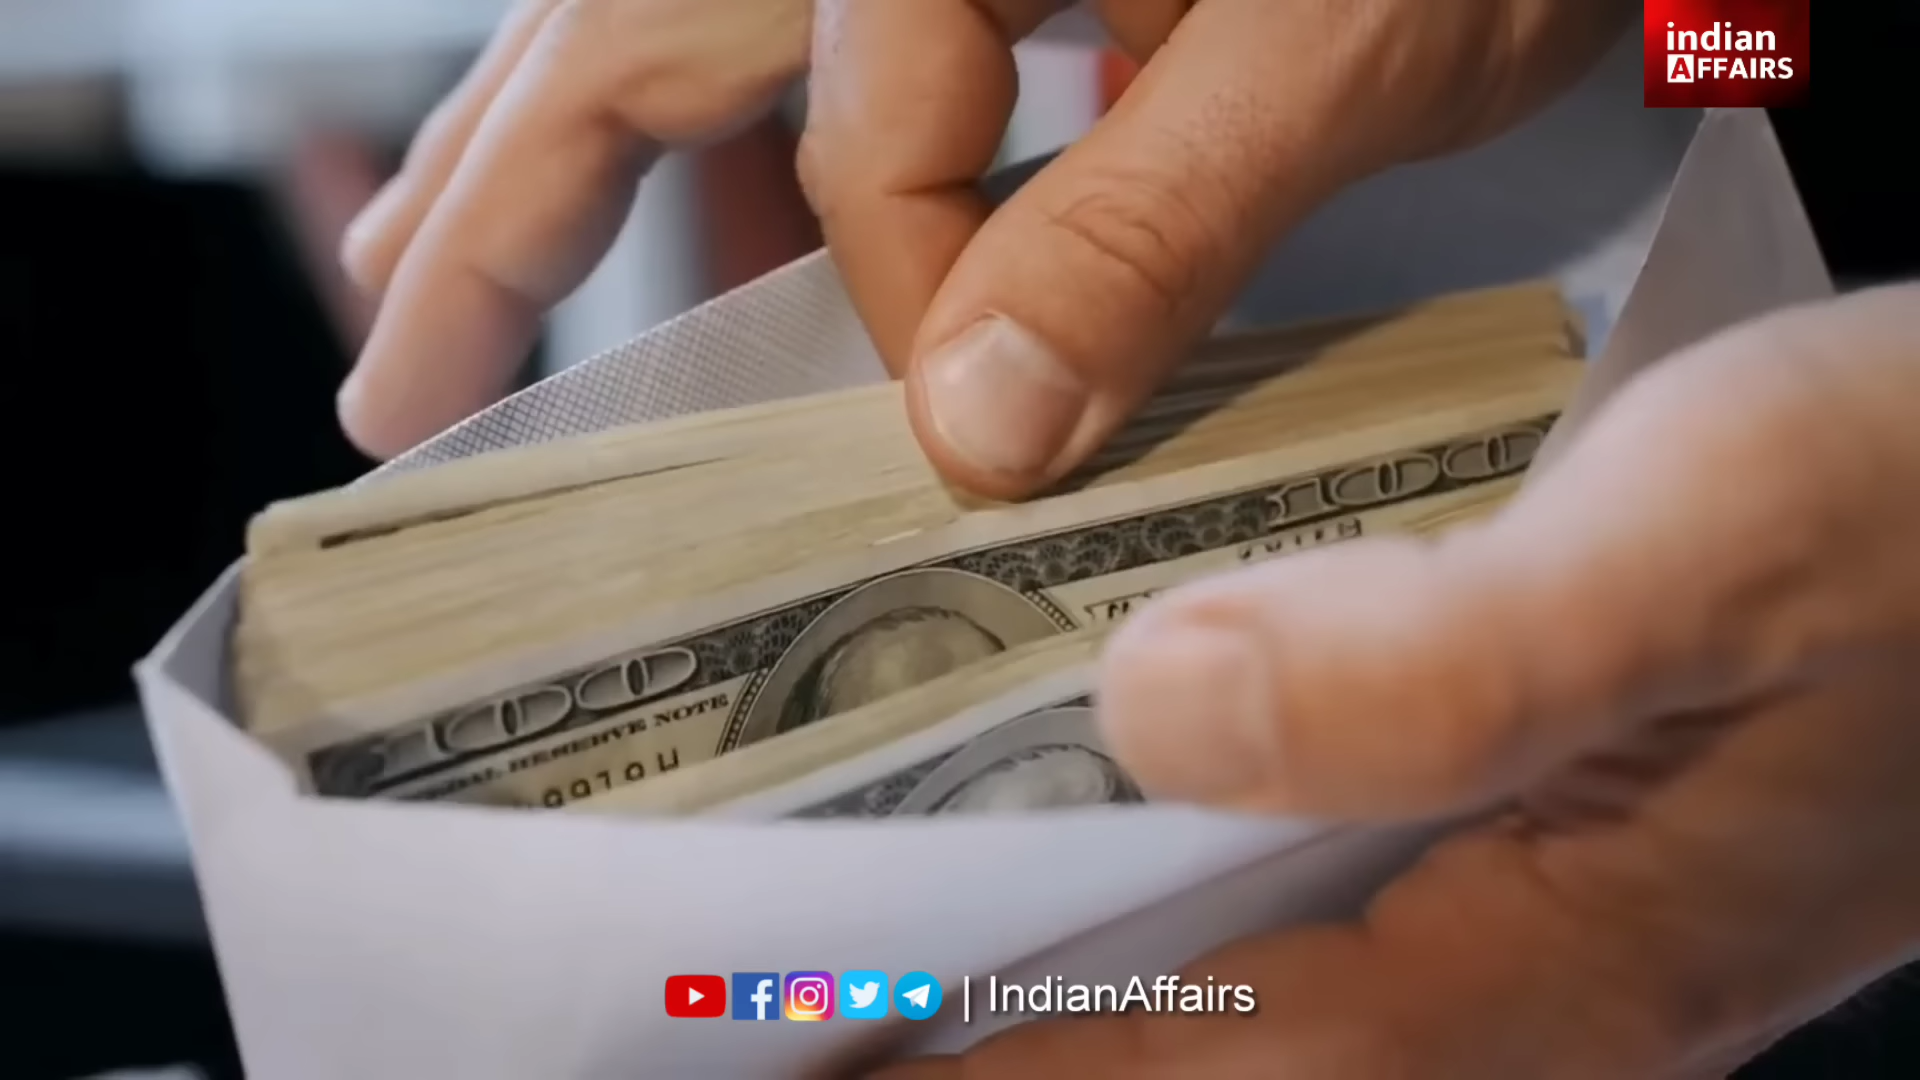 indian
AFFAIRS
100
100
RESERVE NOTE
| IndianAffairs